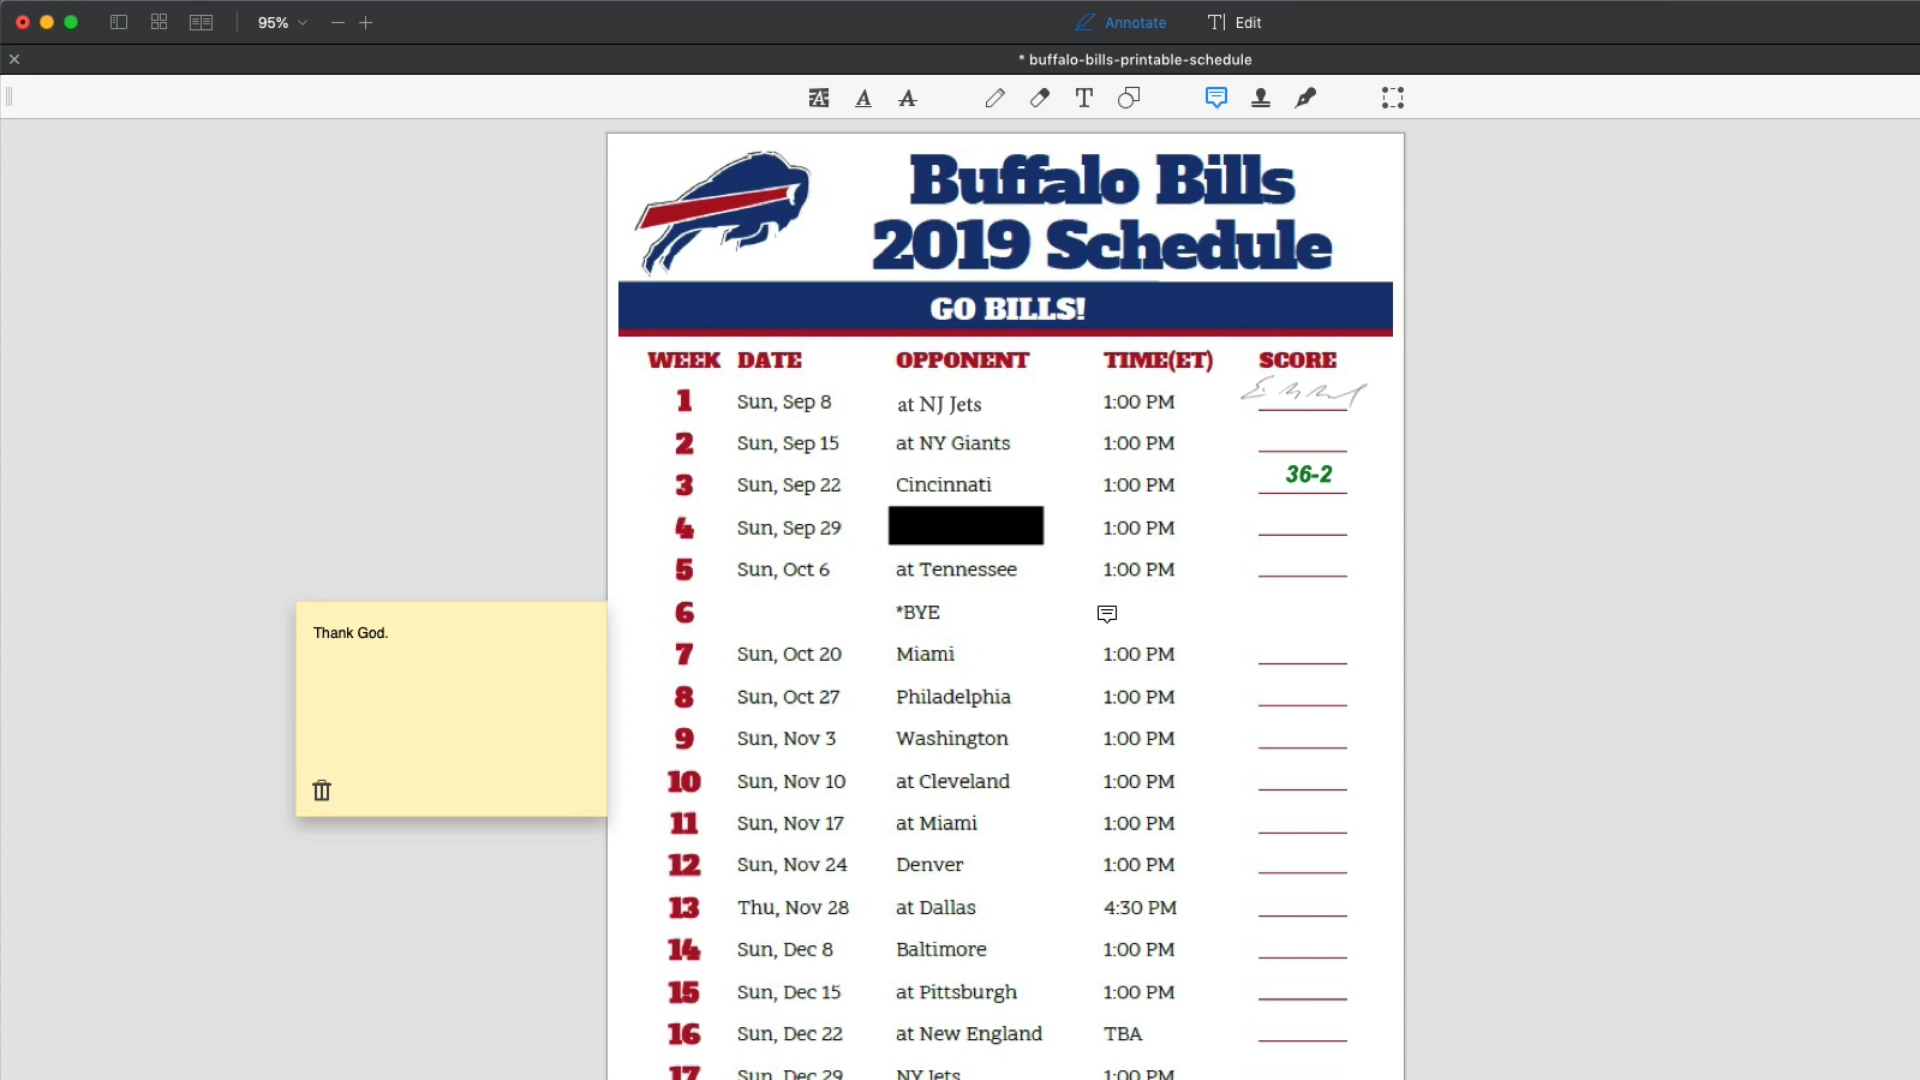 95%
Annotate
Edit
* buffalo-bills-printable-schedule
Buffalo Bills
2019 Schedule
GO BILLS!
WEEK DATE OPPONENT TIME(ET) SCORE
1 Sun, Sep 8 at NJ Jets 1:00 PM
2 Sun, Sep 15 at NY Giants 1:00 PM
3 Sun, Sep 22 Cincinnati 1:00 PM 36-2
4 Sun, Sep 29 1:00 PM
5 Sun, Oct 6 at Tennessee 1:00 PM
6 *BYE
Thank God.
7 Sun, Oct 20 Miami 1:00 PM
8 Sun, Oct 27 Philadelphia 1:00 PM
9 Sun, Nov 3 Washington 1:00 PM
10 Sun, Nov 10 at Cleveland 1:00 PM
11 Sun, Nov 17 at Miami 1:00 PM
12 Sun, Nov 24 Denver 1:00 PM
13 Thu, Nov 28 at Dallas 4:30 PM
14 Sun, Dec 8 Baltimore 1:00 PM
15 Sun, Dec 15 at Pittsburgh 1:00 PM
16 Sun, Dec 22 at New England TBA
17 Sun, Dec 29 NY Jets 1:00 PM